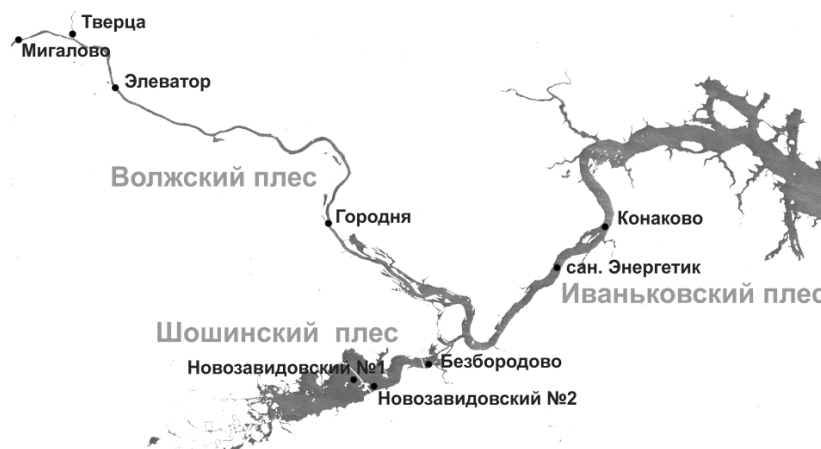 Тверца
Мигалово
Элеватор
Волжский плес
Городня
Конаково
сан. Энергетик
Иваньковский плес
Шошинский плес
Безбородово
Новозавидовский №1
Новозавидовский №2